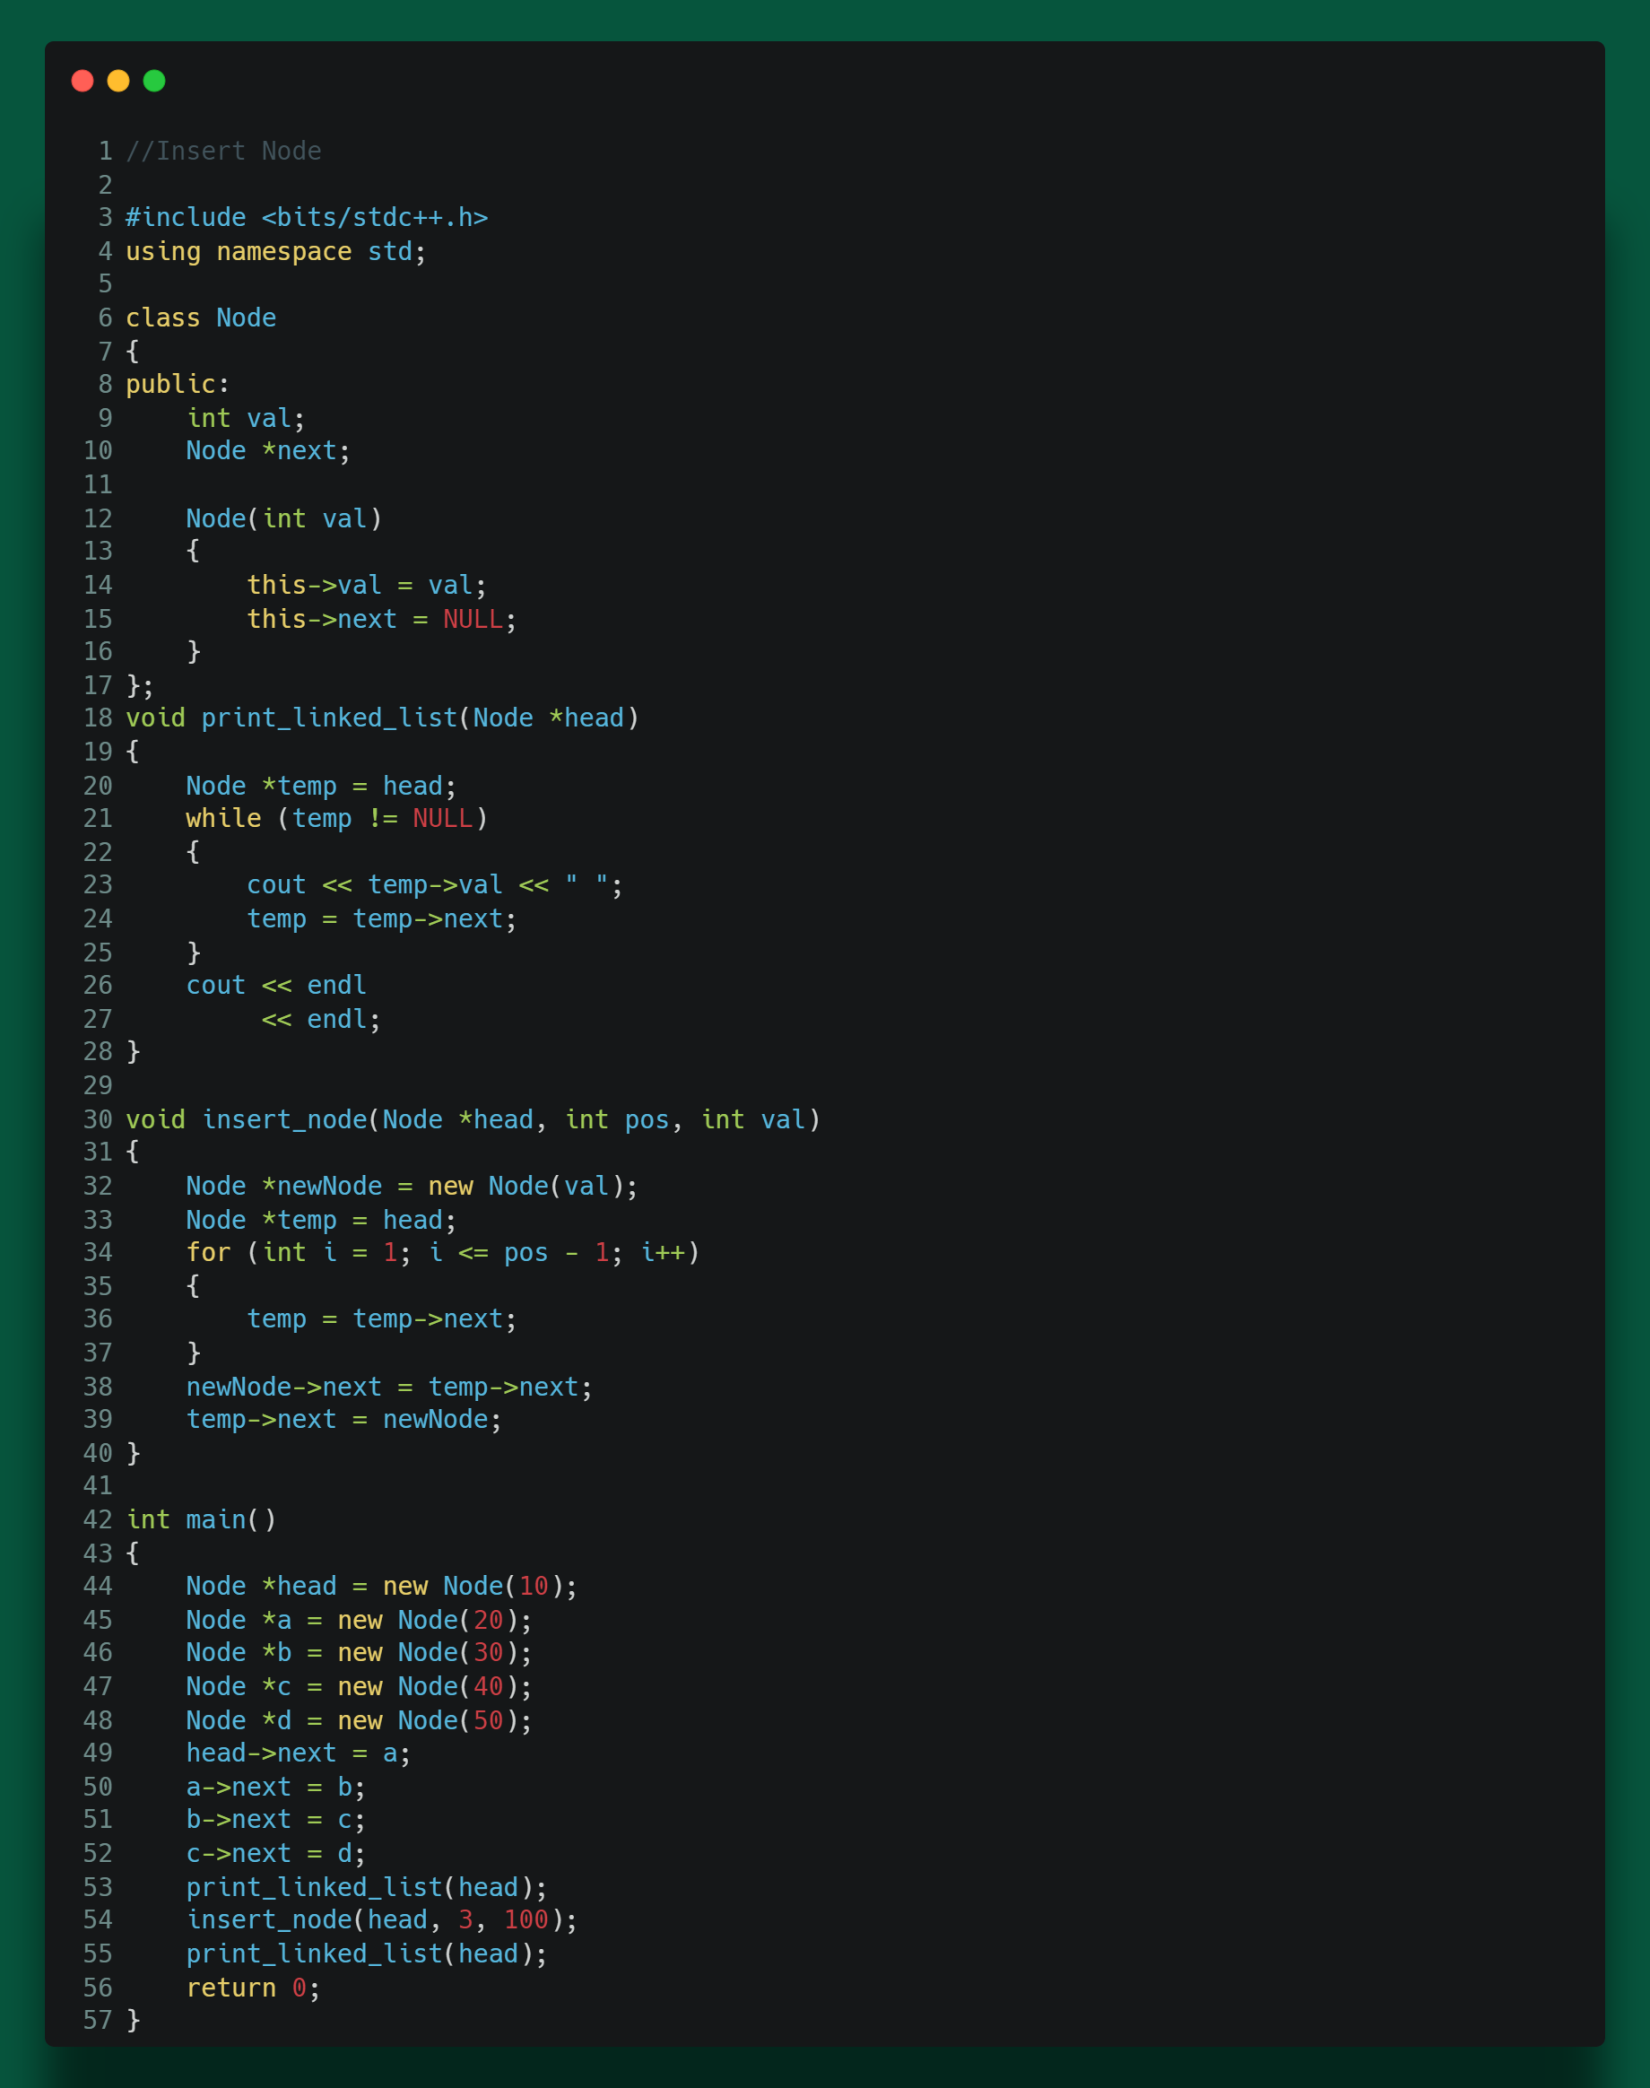 1 //Insert Node
2
3 #include <bits/stdc++.h>
4 using namespace std;
5
6 class Node
7 {
8 public:
9     int val;
10     Node *next;
11
12     Node(int val)
13     {
14         this->val = val;
15         this->next = NULL;
16     }
17 };
18 void print_linked_list(Node *head)
19 {
20     Node *temp = head;
21     while (temp != NULL)
22     {
23         cout << temp->val << " ";
24         temp = temp->next;
25     }
26     cout << endl
27          << endl;
28 }
29
30 void insert_node(Node *head, int pos, int val)
31 {
32     Node *newNode = new Node(val);
33     Node *temp = head;
34     for (int i = 1; i <= pos - 1; i++)
35     {
36         temp = temp->next;
37     }
38     newNode->next = temp->next;
39     temp->next = newNode;
40 }
41
42 int main()
43 {
44     Node *head = new Node(10);
45     Node *a = new Node(20);
46     Node *b = new Node(30);
47     Node *c = new Node(40);
48     Node *d = new Node(50);
49     head->next = a;
50     a->next = b;
51     b->next = c;
52     c->next = d;
53     print_linked_list(head);
54     insert_node(head, 3, 100);
55     print_linked_list(head);
56     return 0;
57 }